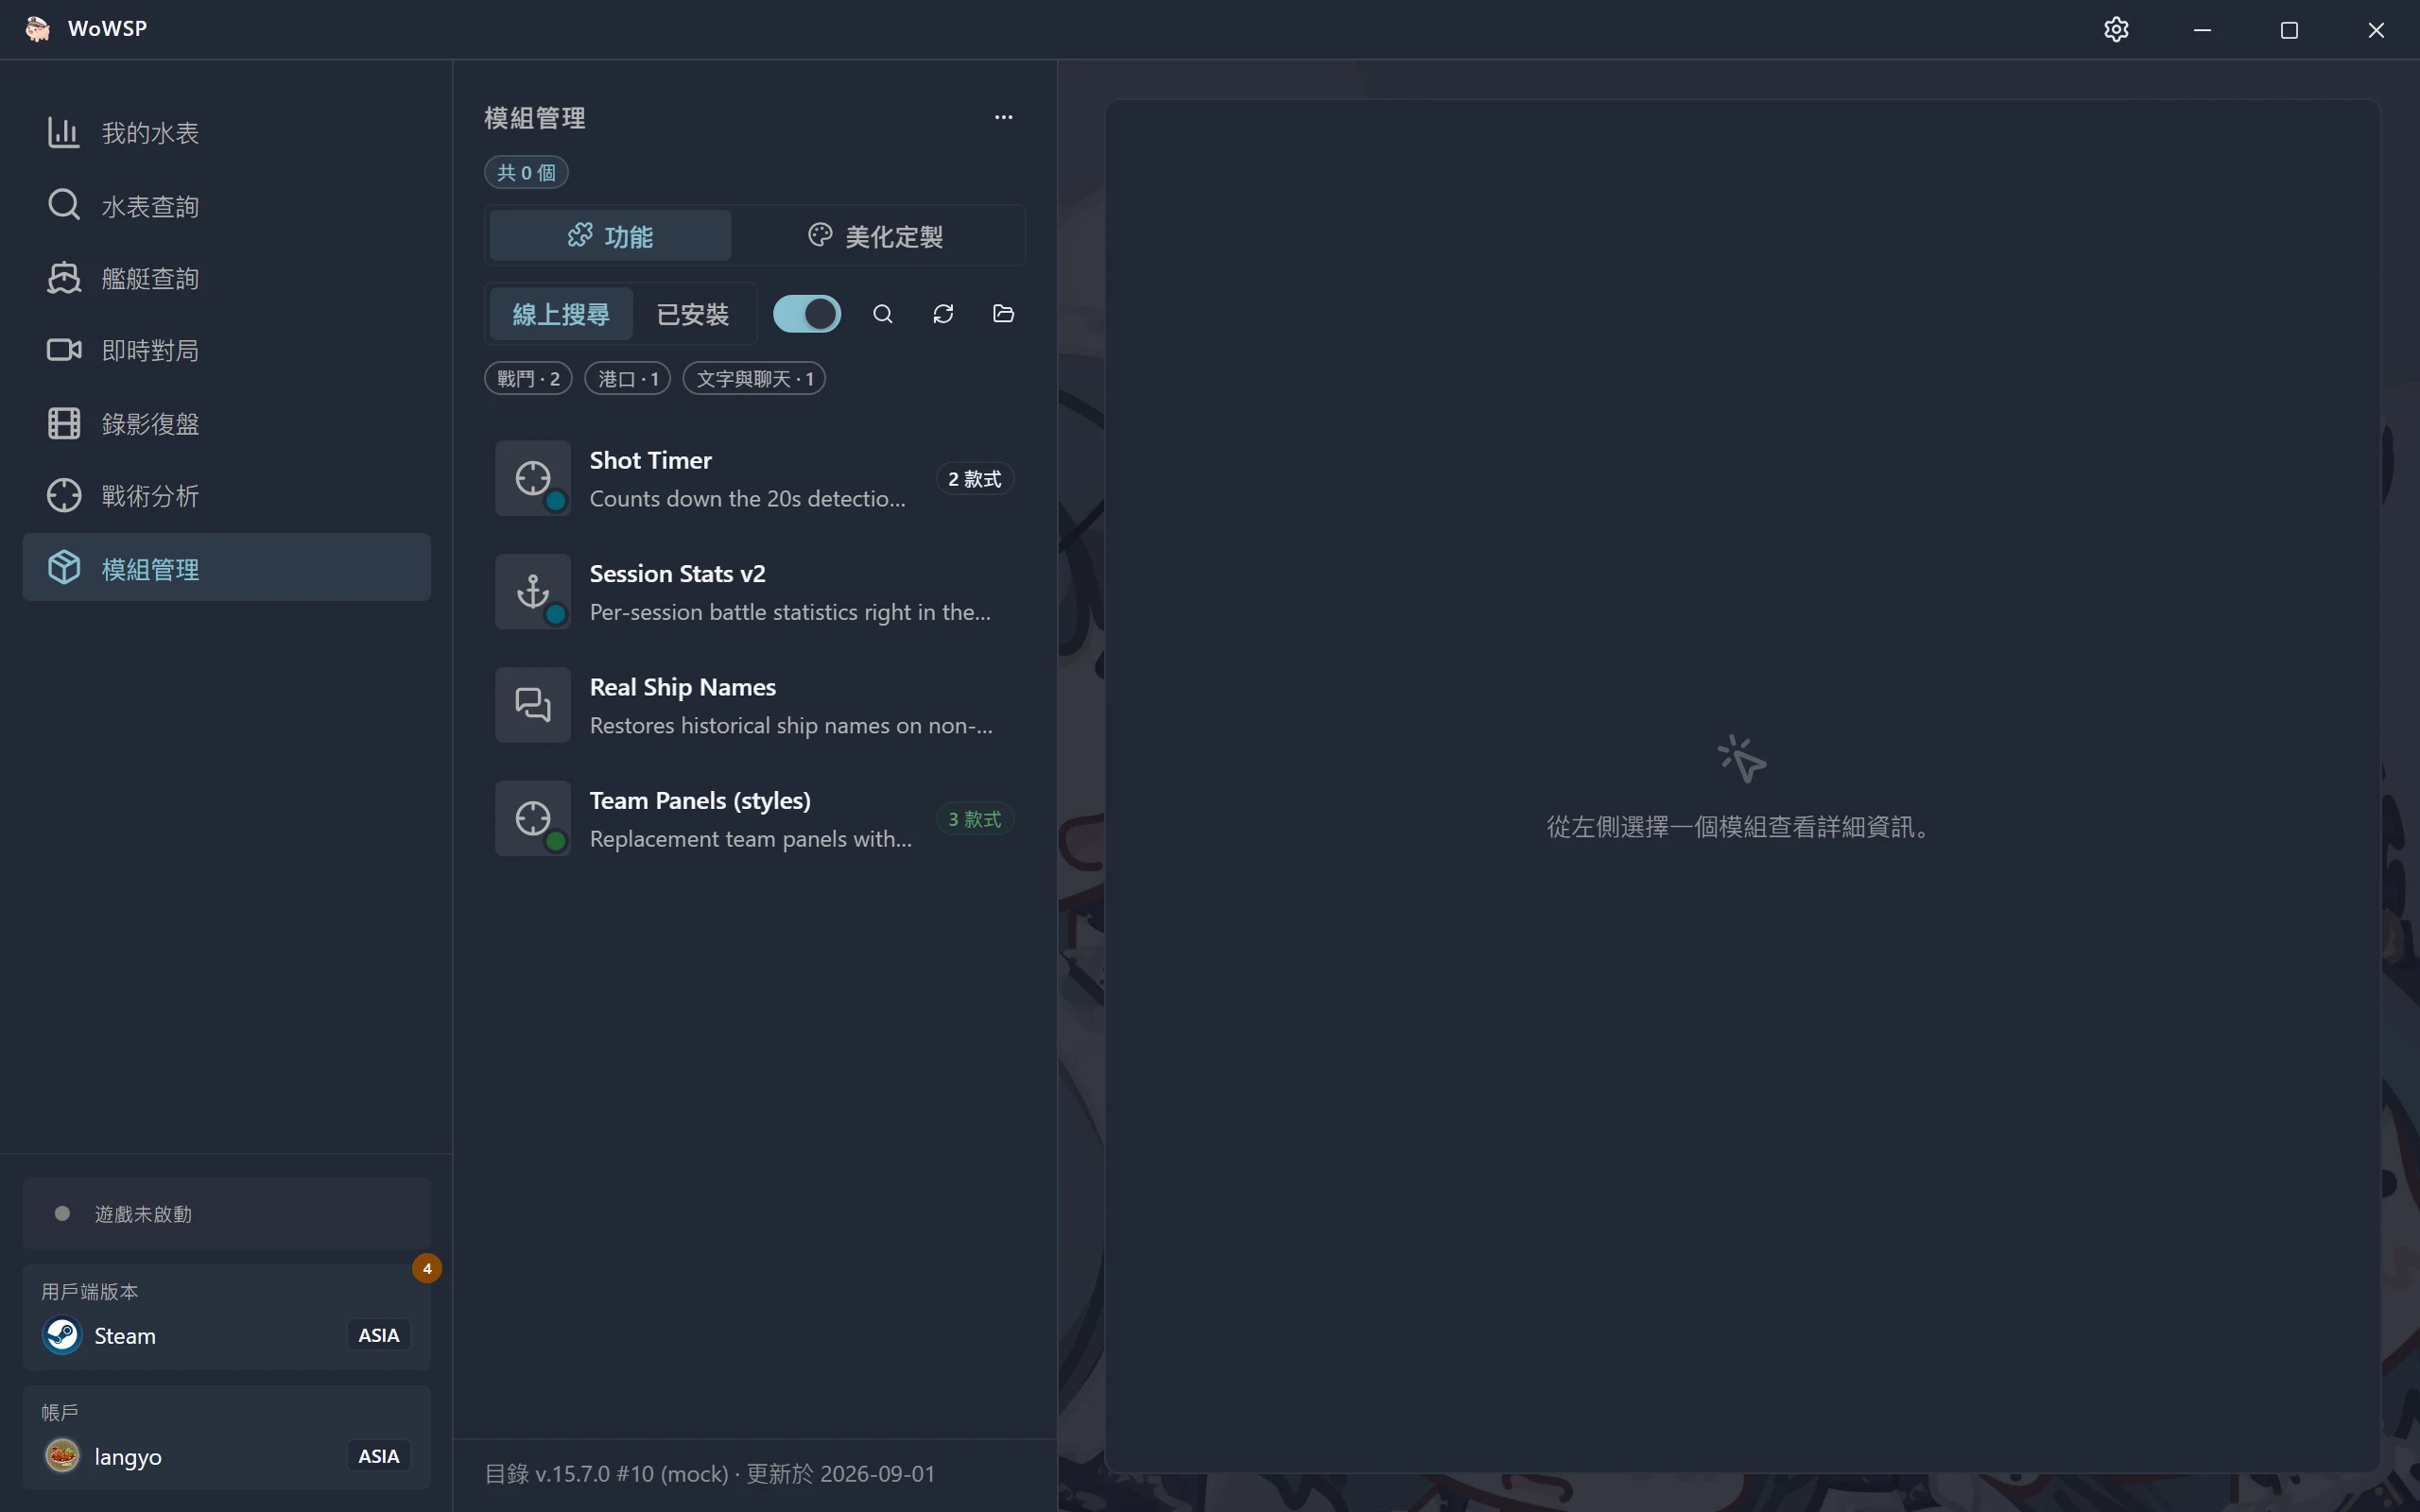 WoWSP
我的水表
水表查詢
艦艇查詢
即時對局
錄影復盤
戰術分析
模組管理
遊戲未啟動
4
用戶端版本
Steam
ASIA
帳戶
langyo
ASIA
模組管理
共 0 個
功能
美化定製
線上搜尋
已安裝
戰鬥 · 2
港口 · 1
文字與聊天 · 1
Shot Timer
Counts down the 20s detectio...
2 款式
Session Stats v2
Per-session battle statistics right in the...
Real Ship Names
Restores historical ship names on non-...
Team Panels (styles)
Replacement team panels with...
3 款式
目錄 v.15.7.0 #10 (mock) · 更新於 2026-09-01
從左側選擇一個模組查看詳細資訊。